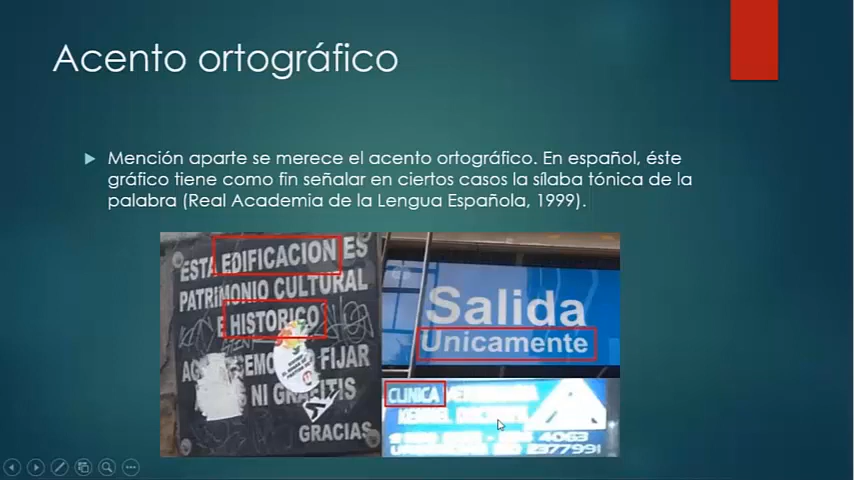 Acento ortográfico
Mención aparte se merece el acento ortográfico. En español, éste
gráfico tiene como fin señalar en ciertos casos la sílaba tónica de la
palabra (Real Academia de la Lengua Española, 1999).
ESTA EDIFICACION ES
PATRIMONIO CULTURAL
E HISTORICO
FIJAR
NI GRAFITIS
GRACIAS
Salida
Unicamente
CLINICA
4063
2377991